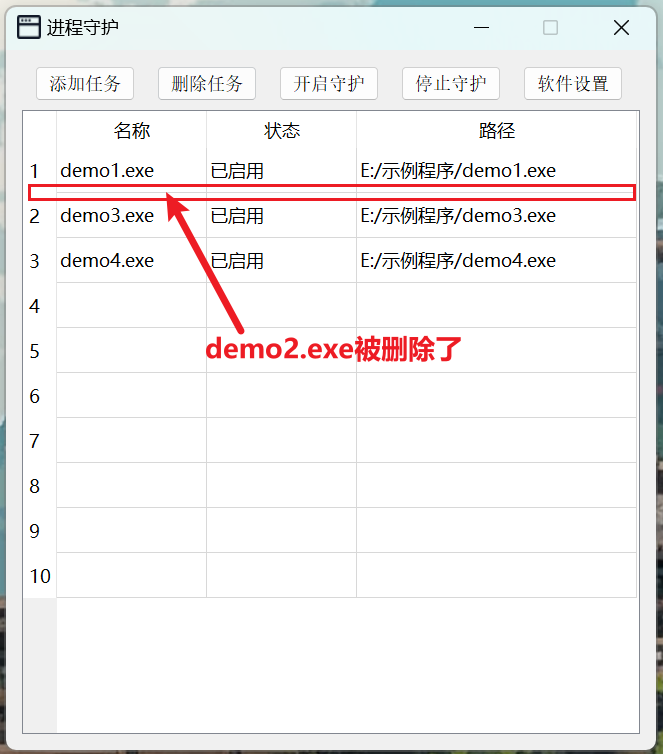 进程守护
添加任务 删除任务 开启守护 停止守护 软件设置
名称 状态 路径
1 demo1.exe 已启用 E:/示例程序/demo1.exe
2 demo3.exe 已启用 E:/示例程序/demo3.exe
3 demo4.exe 已启用 E:/示例程序/demo4.exe
4
demo2.exe被删除了
5
6
7
8
9
10